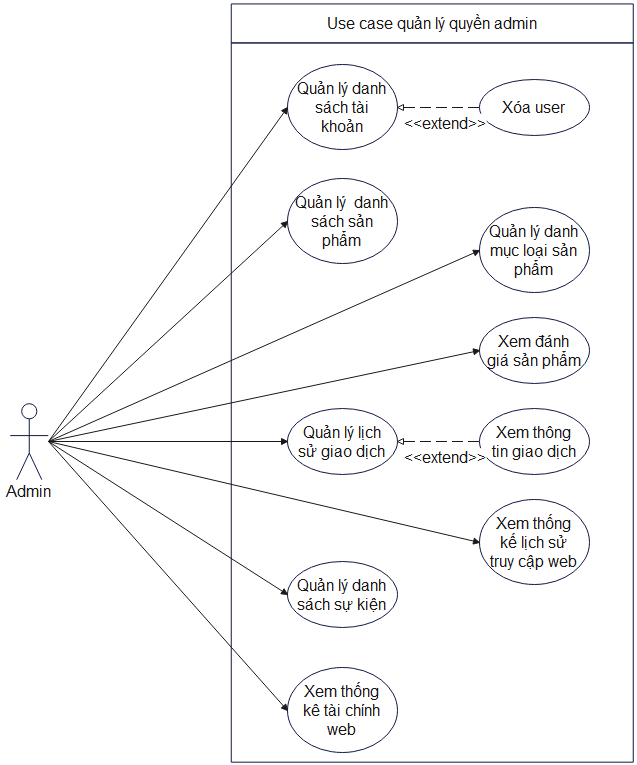 Use case quản lý quyền admin
Quản lý danh
sách tài
khoản
<<extend>>
Xóa user
Quản lý  danh
sách sản
phẩm
Quản lý danh
mục loại sản
phẩm
Xem đánh
giá sản phẩm
Quản lý lịch
sử giao dịch
<<extend>>
Xem thông
tin giao dịch
Admin
Xem thống
kế lịch sử
truy cập web
Quản lý danh
sách sự kiện
Xem thống
kê tài chính
web